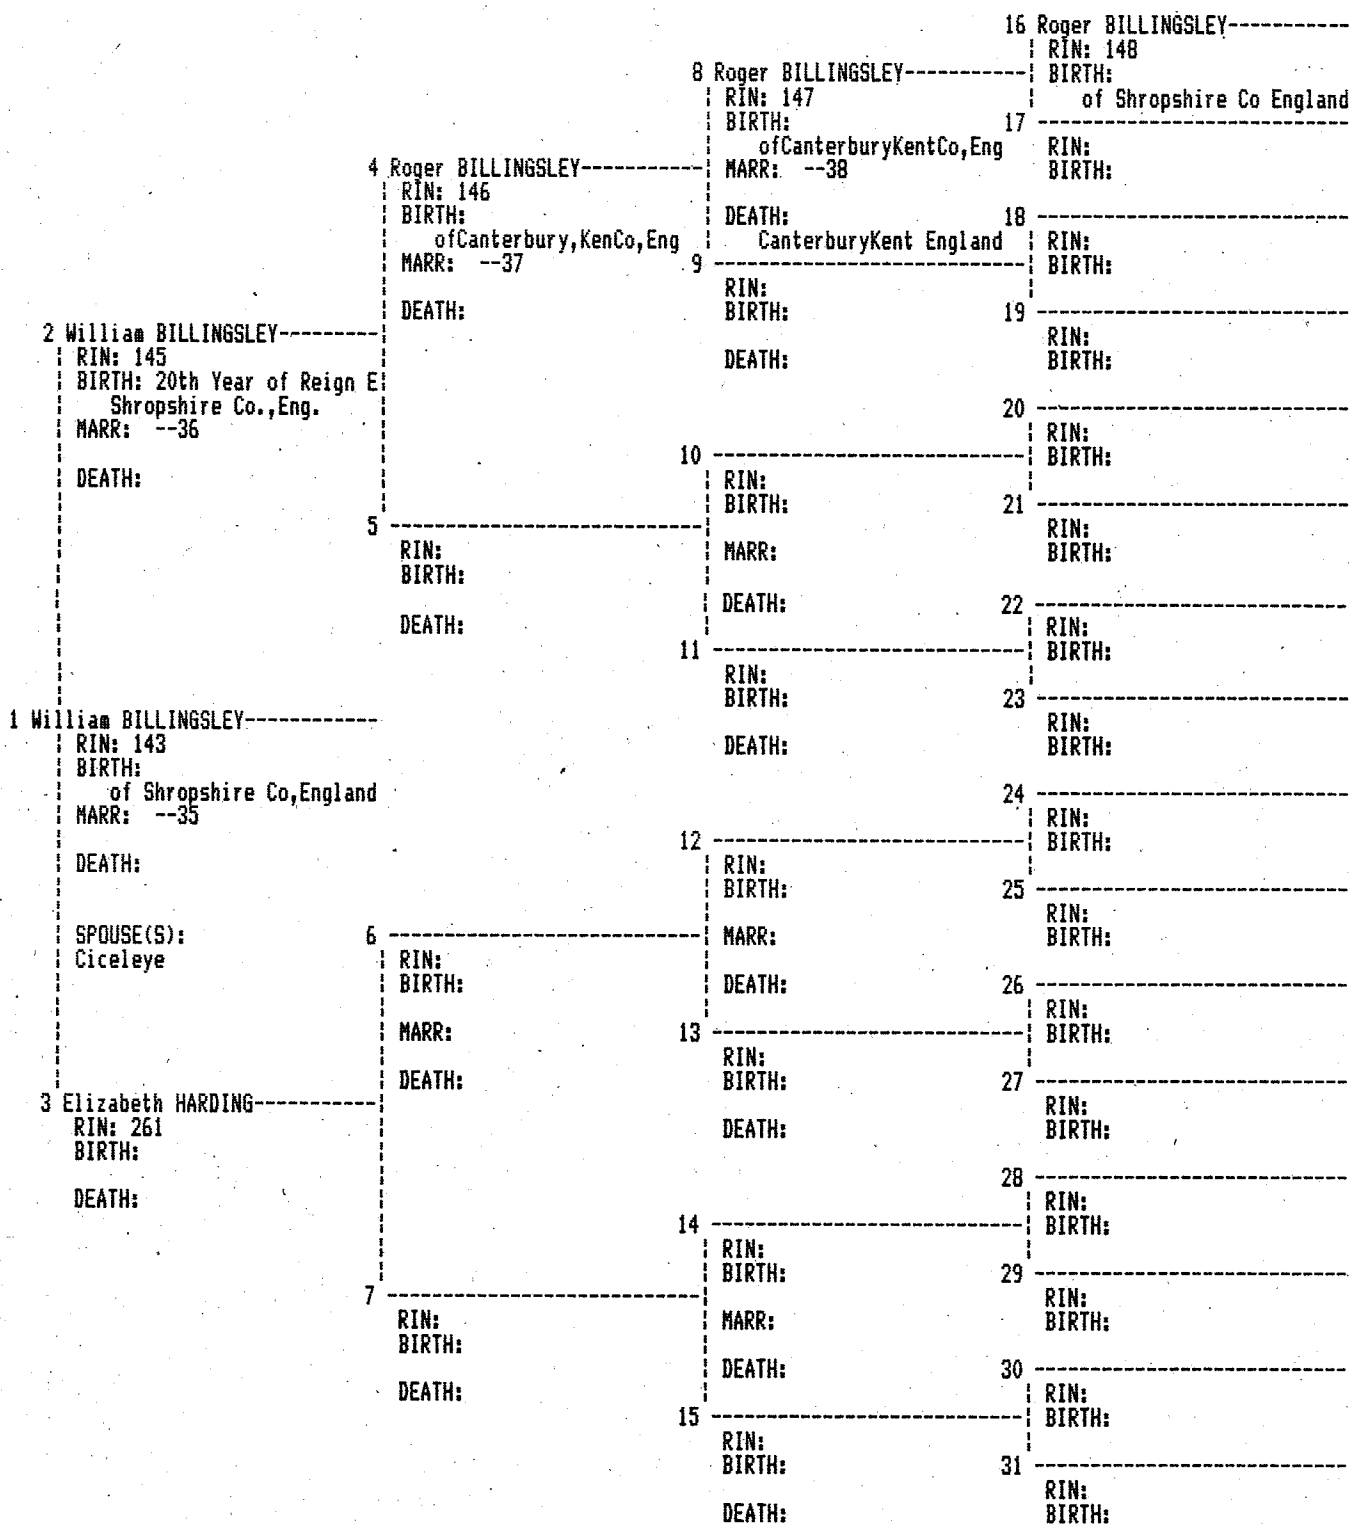 16 Roger BILLINGSLEY-----------
RIN: 148
BIRTH:
of Shropshire Co England
8 Roger BILLINGSLEY-----------
RIN: 147
BIRTH:
ofCanterburyKentCo,Eng
MARR: --38
DEATH:
CanterburyKent England
17
RIN:
BIRTH:
4 Roger BILLINGSLEY-----------
RIN: 146
BIRTH:
ofCanterbury,KenCo,Eng
MARR: --37
DEATH:
18
RIN:
BIRTH:
9
RIN:
BIRTH:
DEATH:
19
RIN:
BIRTH:
2 William BILLINGSLEY---------
RIN: 145
BIRTH: 20th Year of Reign E
Shropshire Co.,Eng.
MARR: --36
DEATH:
20
RIN:
BIRTH:
10
RIN:
BIRTH:
MARR:
DEATH:
21
RIN:
BIRTH:
5
RIN:
BIRTH:
DEATH:
22
RIN:
BIRTH:
11
RIN:
BIRTH:
DEATH:
23
RIN:
BIRTH:
1 William BILLINGSLEY------------
RIN: 143
BIRTH:
of Shropshire Co,England
MARR: --35
DEATH:
SPOUSE(S):
Ciceleye
24
RIN:
BIRTH:
12
RIN:
BIRTH:
MARR:
DEATH:
25
RIN:
BIRTH:
6
RIN:
BIRTH:
MARR:
DEATH:
26
RIN:
BIRTH:
13
RIN:
BIRTH:
DEATH:
27
RIN:
BIRTH:
3 Elizabeth HARDING-----------
RIN: 261
BIRTH:
DEATH:
28
RIN:
BIRTH:
14
RIN:
BIRTH:
MARR:
DEATH:
29
RIN:
BIRTH:
7
RIN:
BIRTH:
DEATH:
30
RIN:
BIRTH:
15
RIN:
BIRTH:
DEATH:
31
RIN:
BIRTH: